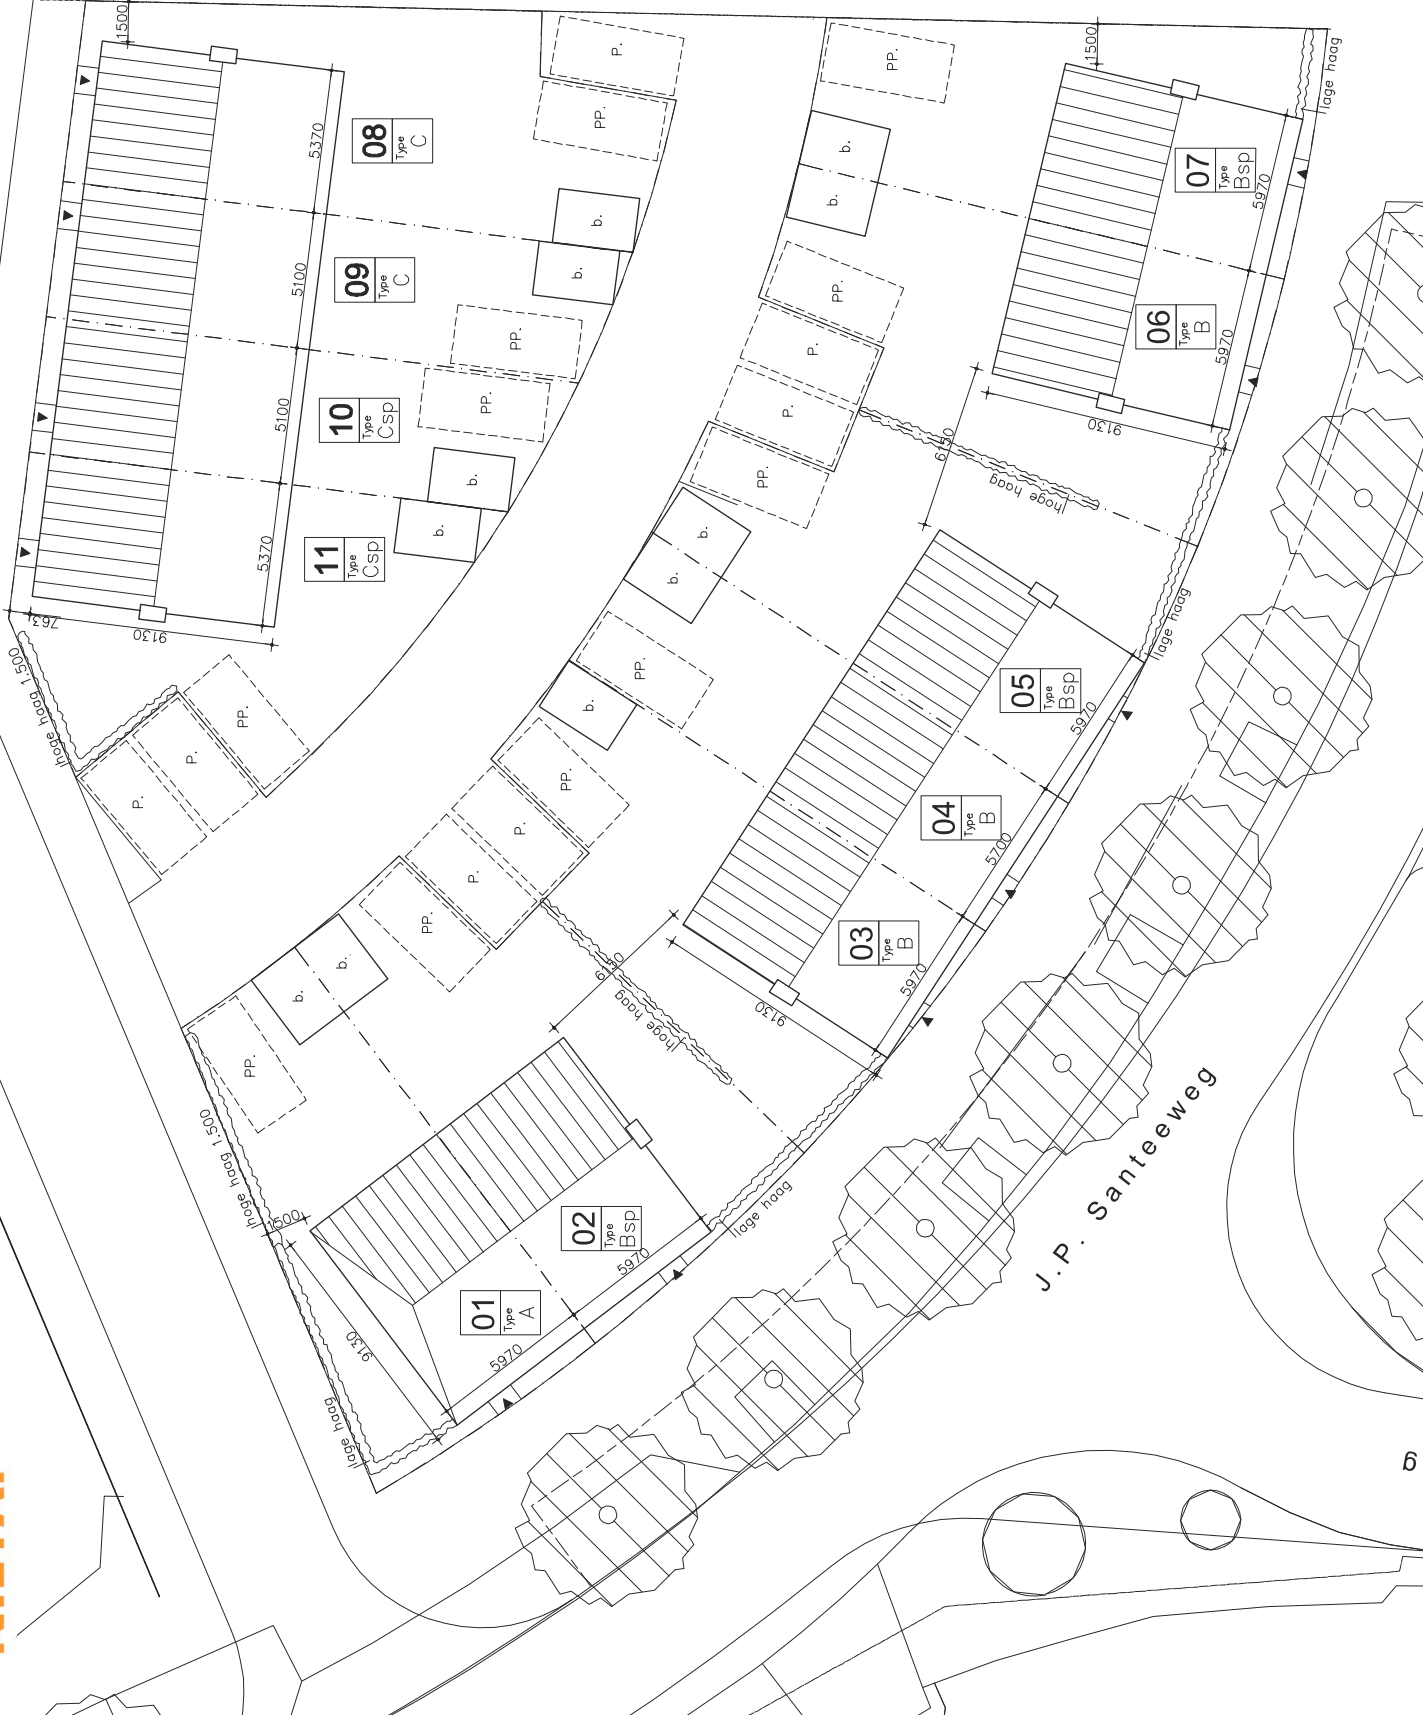 1500
08
Type
C
5370
09
Type
C
5100
10
Type
Csp
5100
11
Type
Csp
5370
763
9130
hoge haag 1.500
P.
PP.
b.
b.
PP.
PP.
b.
b.
P.
P.
PP.
PP.
b.
b.
PP.
P.
P.
PP.
b.
b.
PP.
b.
PP.
P.
P.
PP.
b.
b.
PP.
1500
07
Type
Bsp
5970
06
Type
B
5970
9130
lage haag
6150
hoge haag
lage haag
05
Type
Bsp
5970
04
Type
B
5700
03
Type
B
5970
9130
6150
hoge haag
lage haag
02
Type
Bsp
5970
01
Type
A
5970
9130
1500
hoge haag 1.500
lage haag
J.P. Santeeweg
g